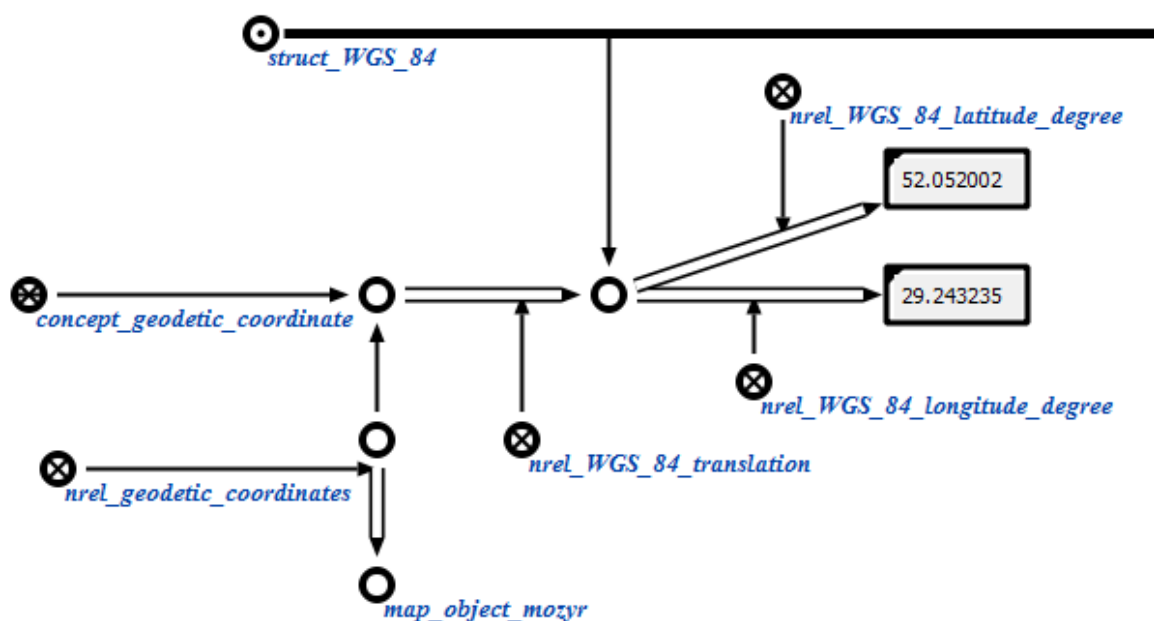 struct_WGS_84
nrel_WGS_84_latitude_degree
52.052002
concept_geodetic_coordinate
29.243235
nrel_WGS_84_longitude_degree
nrel_geodetic_coordinates
nrel_WGS_84_translation
map_object_mozyr